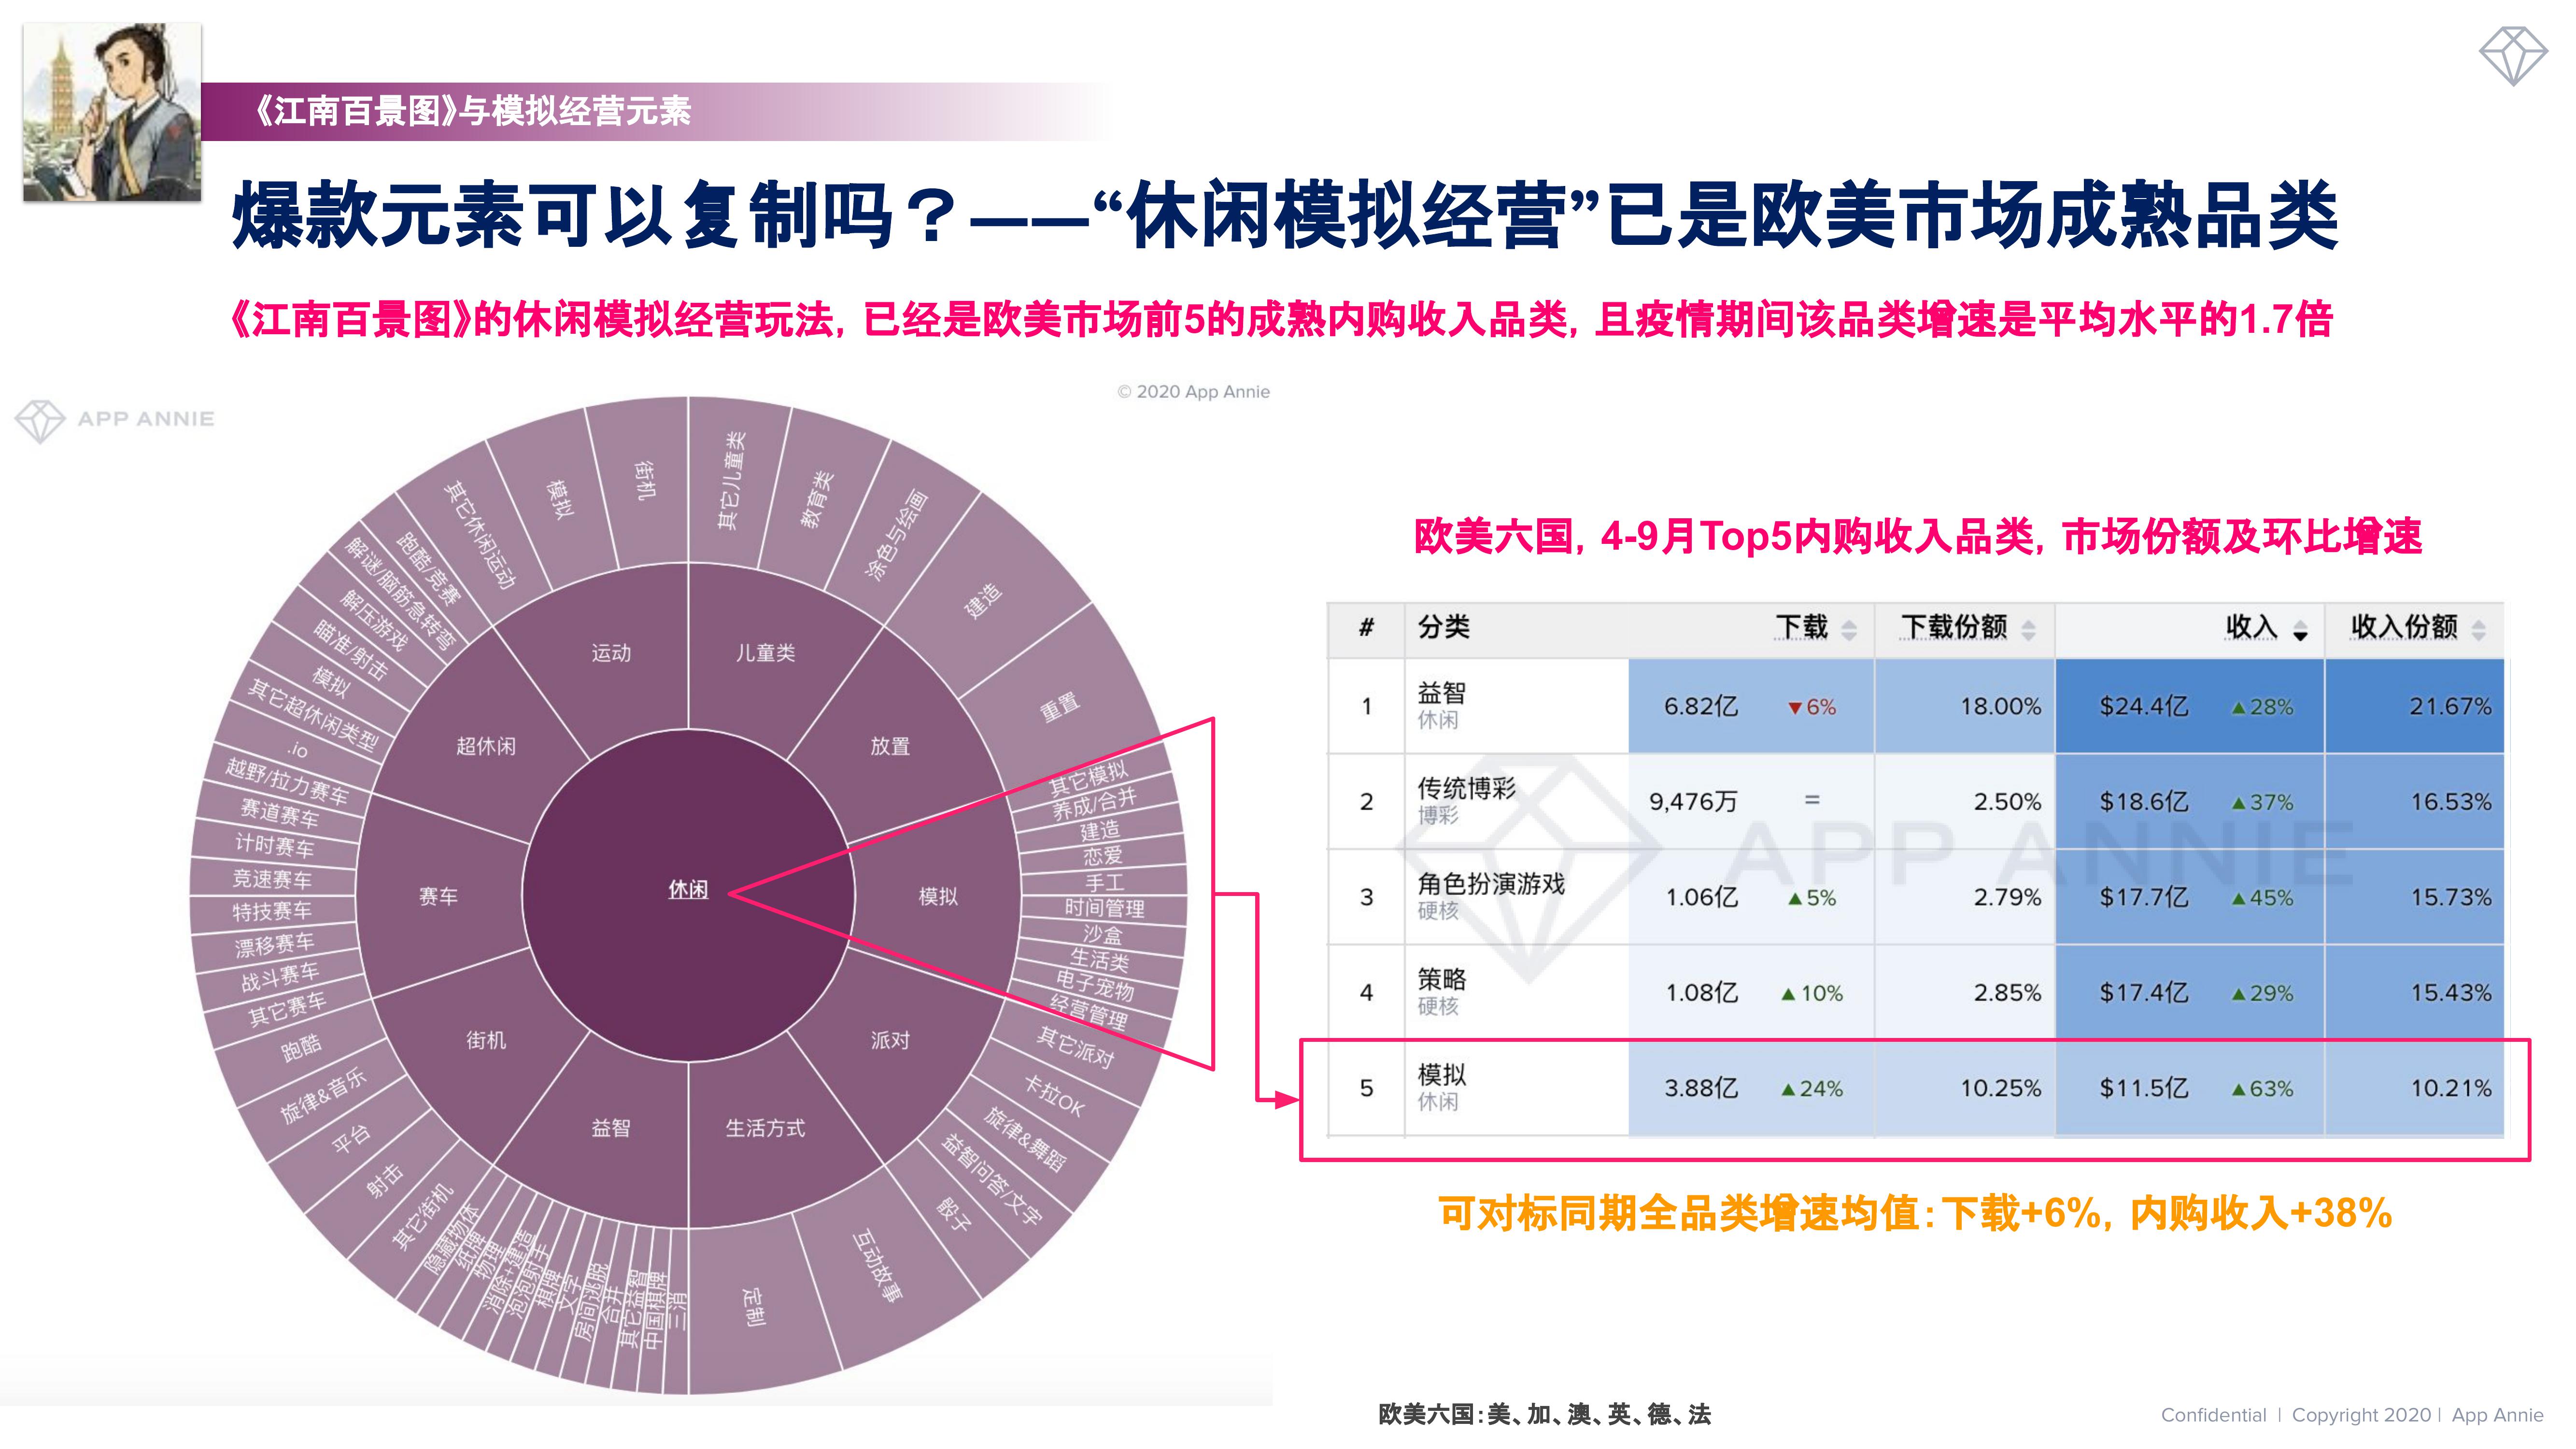 《江南百景图》与模拟经营元素
爆款元素可以复制吗？——“休闲模拟经营”已是欧美市场成熟品类
《江南百景图》的休闲模拟经营玩法，已经是欧美市场前5的成熟内购收入品类，且疫情期间该品类增速是平均水平的1.7倍
© 2020 App Annie
APP ANNIE
休闲
儿童类
放置
模拟
派对
生活方式
益智
街机
赛车
超休闲
运动
其它儿童类
教育类
涂色与绘画
建造
重置
其它模拟
养成/合并
建造
恋爱
手工
时间管理
沙盒
生活类
电子宠物
经营管理
其它派对
卡拉OK
旋律&舞蹈
益智问答/文字
骰子
互动故事
定制
三消
中国棋牌
其它益智
合并
房间逃脱
文字
棋牌
泡泡射手
消除+建造
物理
纸牌
隐藏物体
其它街机
射击
平台
旋律&音乐
跑酷
其它赛车
战斗赛车
漂移赛车
特技赛车
竞速赛车
计时赛车
赛道赛车
越野/拉力赛车
.io
其它超休闲类型
模拟
瞄准/射击
解压游戏
解谜/脑筋急转弯
跑酷/竞赛
其它休闲运动
模拟
街机
欧美六国，4-9月Top5内购收入品类，市场份额及环比增速
# 分类 下载 下载份额 收入 收入份额
1 益智 6.82亿 ▼6% 18.00% $24.4亿 ▲28% 21.67%
休闲
2 传统博彩 9,476万 = 2.50% $18.6亿 ▲37% 16.53%
博彩
3 角色扮演游戏 1.06亿 ▲5% 2.79% $17.7亿 ▲45% 15.73%
硬核
4 策略 1.08亿 ▲10% 2.85% $17.4亿 ▲29% 15.43%
硬核
5 模拟 3.88亿 ▲24% 10.25% $11.5亿 ▲63% 10.21%
休闲
APP ANNIE
可对标同期全品类增速均值：下载+6%，内购收入+38%
欧美六国：美、加、澳、英、德、法
Confidential | Copyright 2020 | App Annie